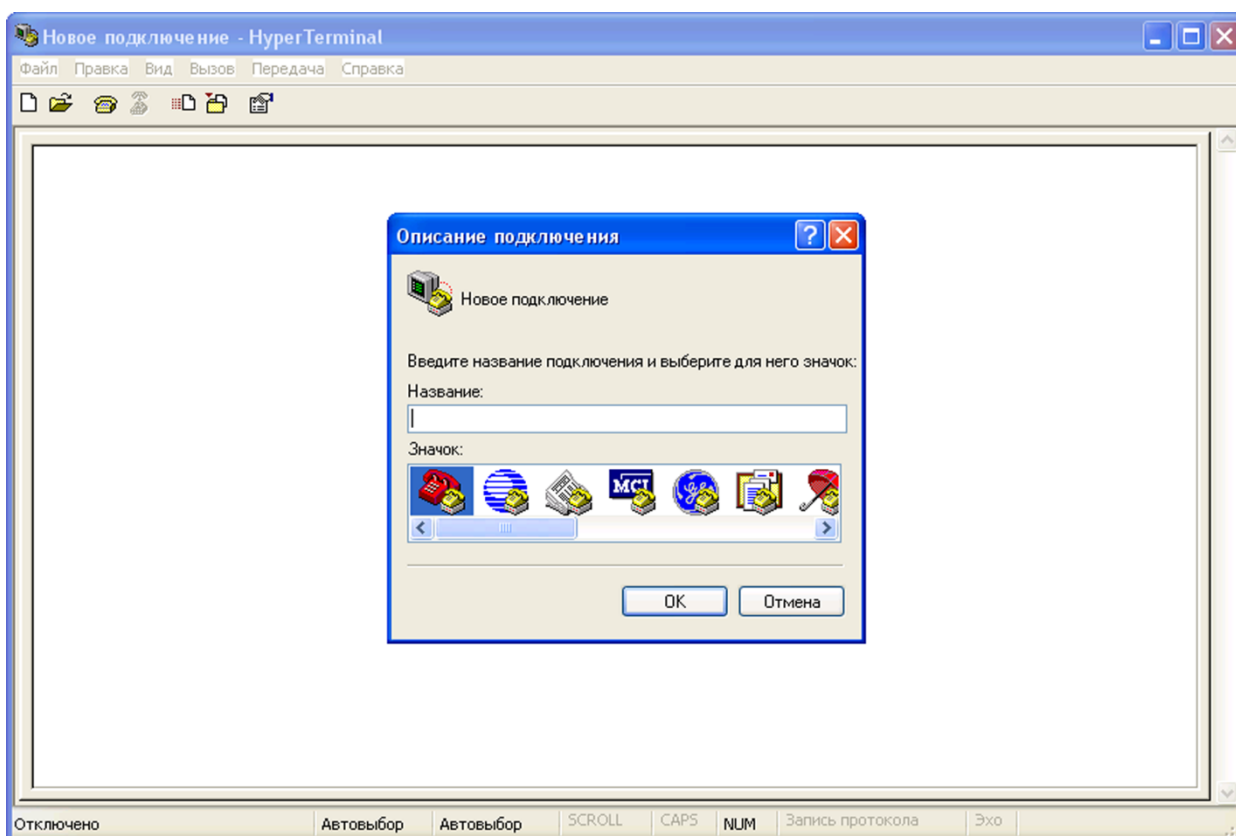 Новое подключение - HyperTerminal
Файл Правка Вид Вызов Передача Справка
Описание подключения
Новое подключение
Введите название подключения и выберите для него значок:
Название:
Значок:
MCI
OK Отмена
Отключено Автовыбор Автовыбор SCROLL CAPS NUM Запись протокола Эхо